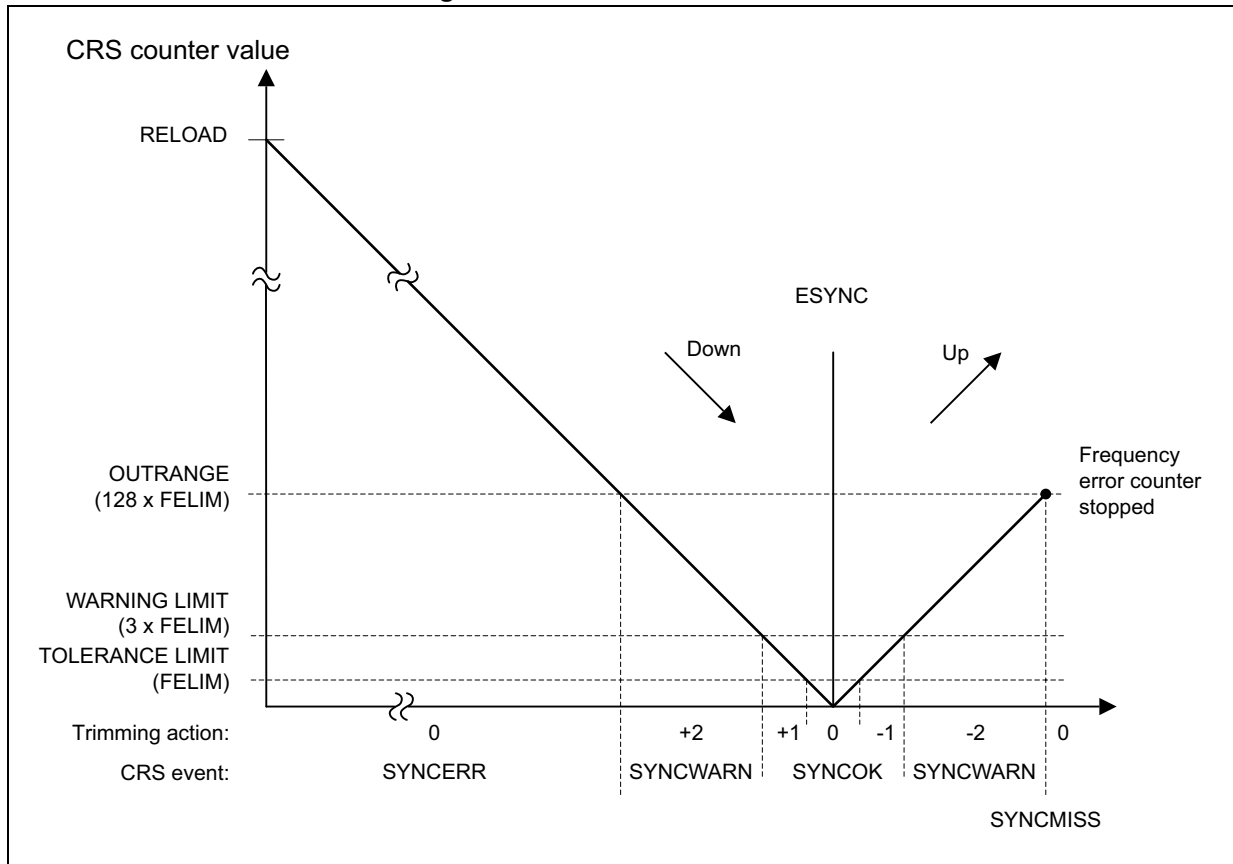 CRS counter value
RELOAD
ESYNC
Down
Up
Frequency
error counter
stopped
OUTRANGE
(128 x FELIM)
WARNING LIMIT
(3 x FELIM)
TOLERANCE LIMIT
(FELIM)
Trimming action: 0 +2 +1 0 -1 -2 0
CRS event: SYNCERR SYNCWARN SYNCOK SYNCWARN
SYNCMISS